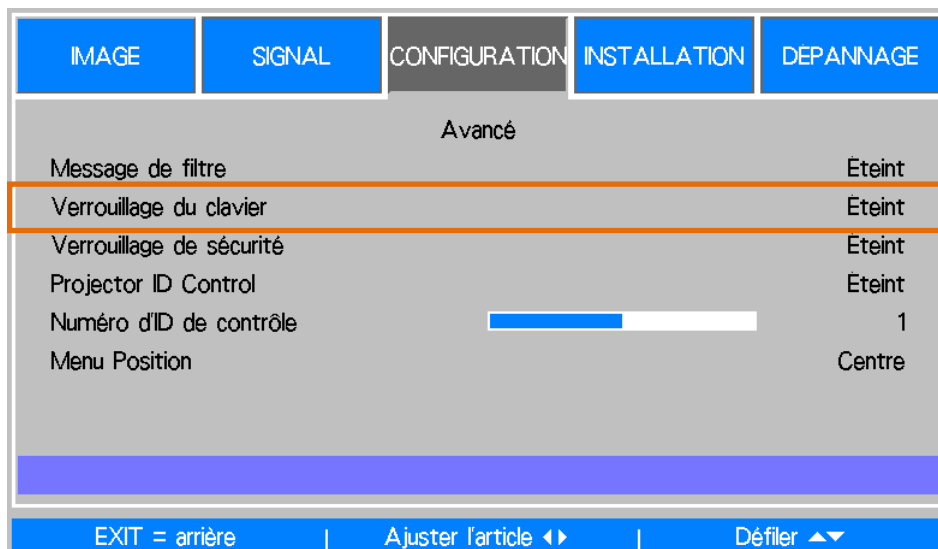 IMAGE SIGNAL CONFIGURATION INSTALLATION DÉPANNAGE
Avancé
Message de filtre Éteint
Verrouillage du clavier Éteint
Verrouillage de sécurité Éteint
Projector ID Control Éteint
Numéro d'ID de contrôle 1
Menu Position Centre
EXIT = arrière | Ajuster l'article ◀▶ | Défiler ▲▼